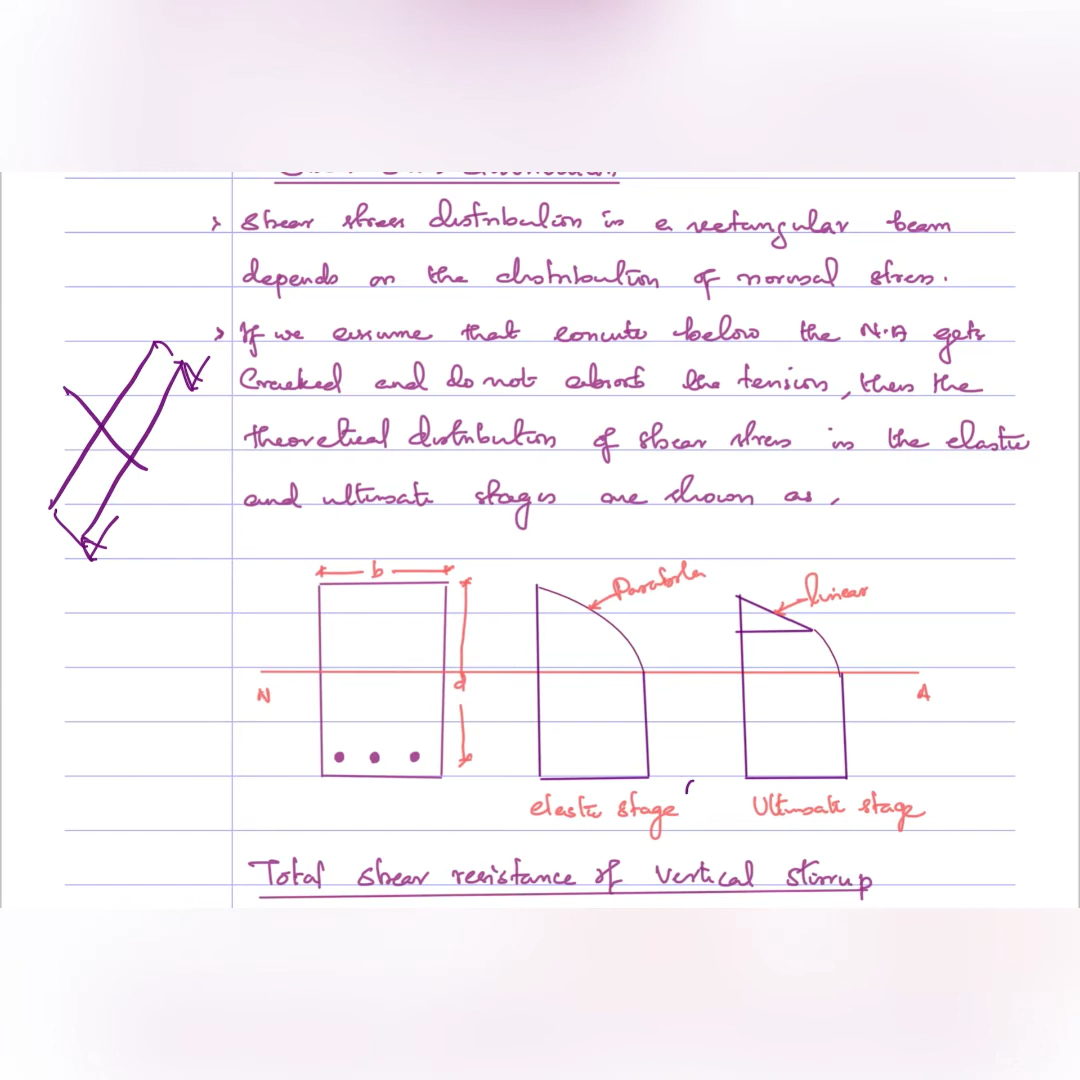 > Shear stress distribution in a rectangular beam
depends on the distribution of normal stress.
> If we assume that concrete below the N.A gets
Cracked and do not absorb the tension, then the
theoretical distribution of shear stress in the elastic
and ultimate stages are shown as,
b
Parabola
linear
d
N
A
elastic stage
Ultimate stage
Total shear resistance of vertical stirrup